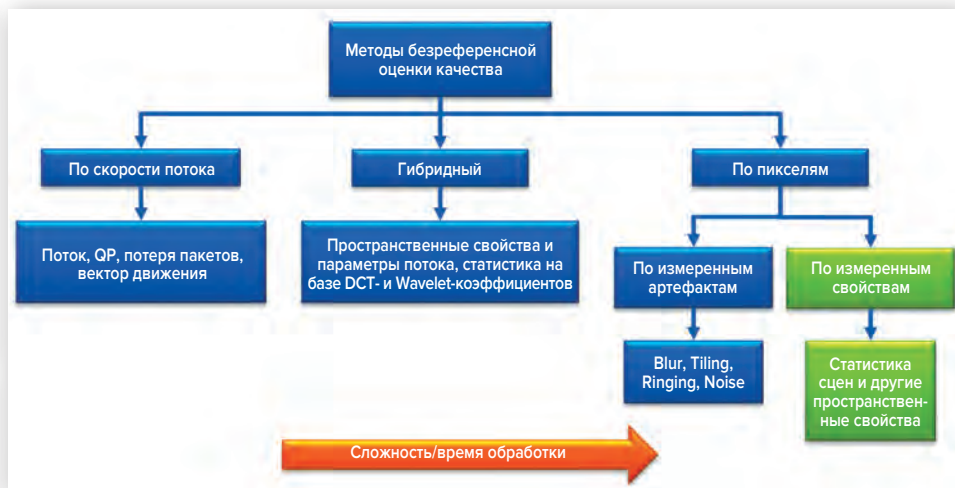 Методы безреференсной
оценки качества
По скорости потока
Гибридный
По пикселям
Поток, QP, потеря пакетов,
вектор движения
Пространственные свойства и
параметры потока, статистика на
базе DCT- и Wavelet-коэффициентов
По измеренным
артефактам
По измеренным
свойствам
Blur, Tiling,
Ringing, Noise
Статистика
сцен и другие
пространствен-
ные свойства
Сложность/время обработки